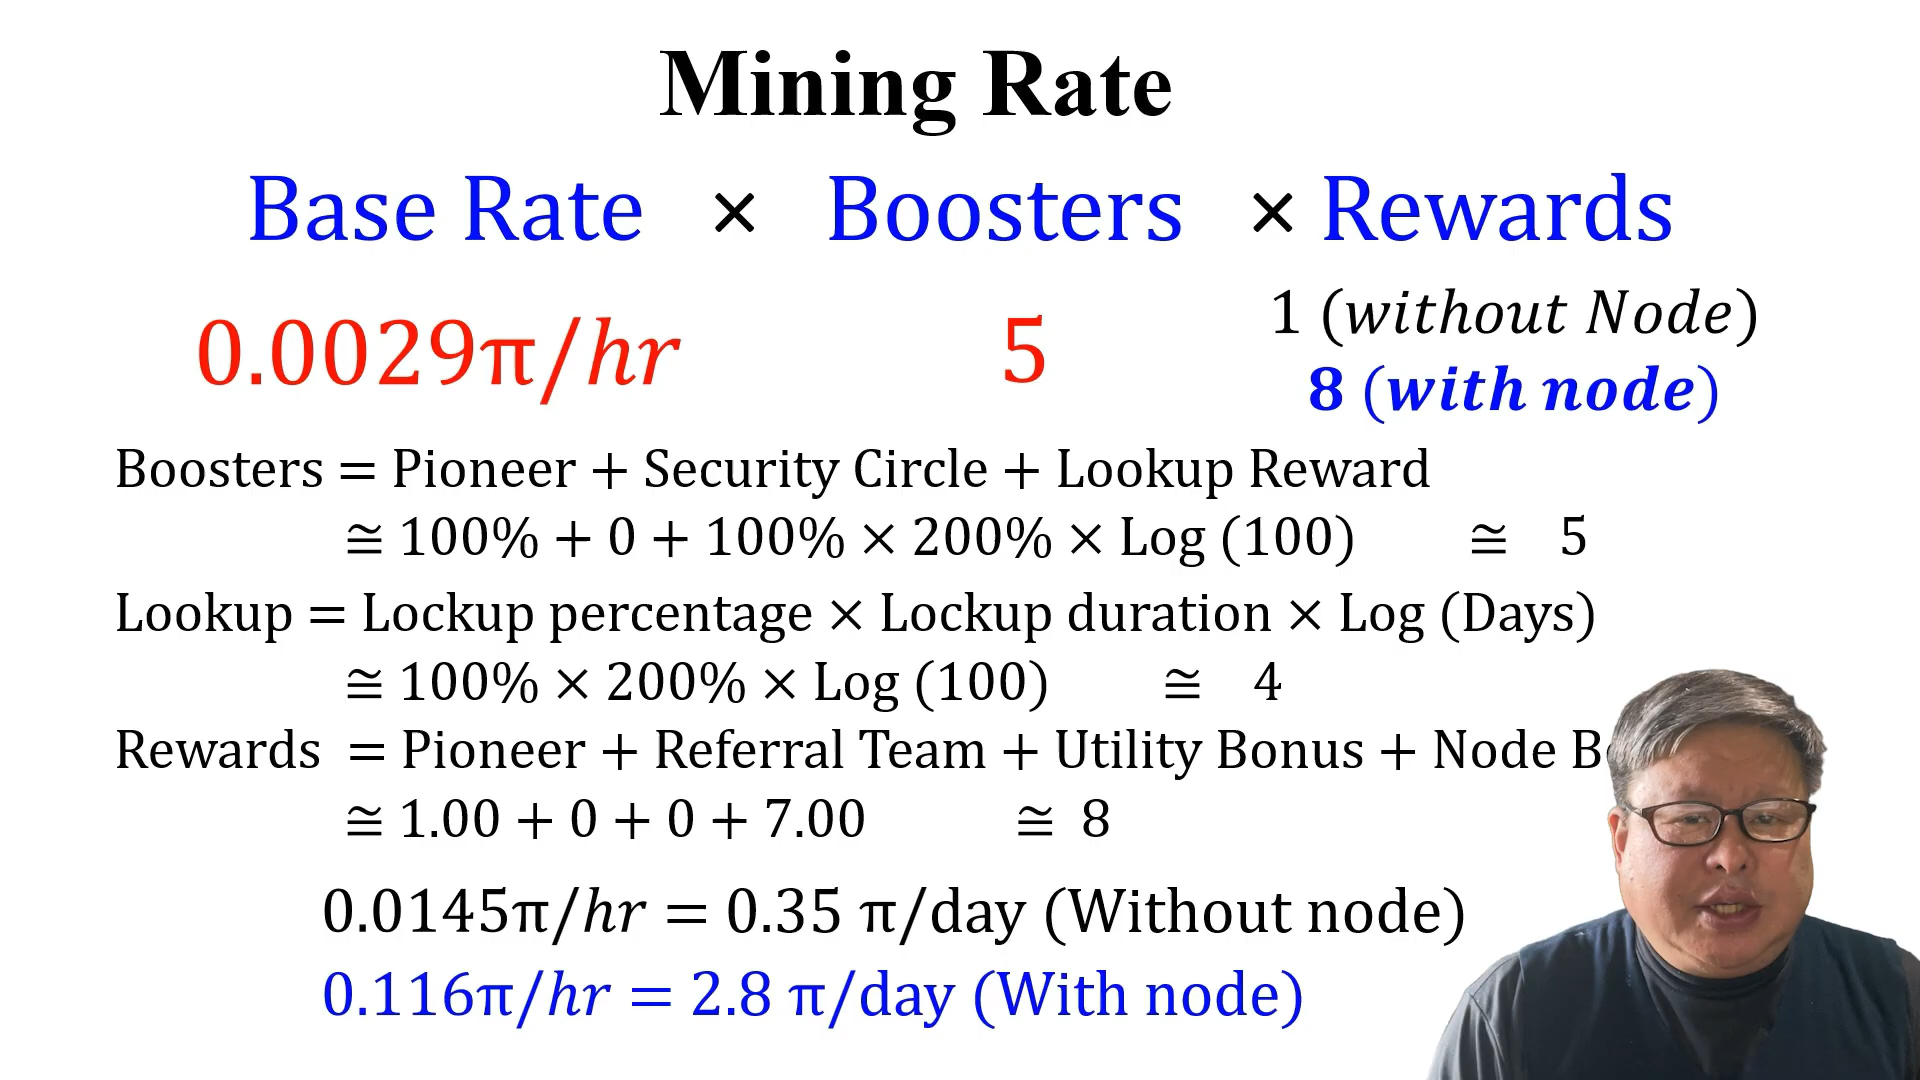 Mining Rate
Base Rate × Boosters × Rewards
0.0029π/hr 5 1 (without Node)
8 (with node)
Boosters = Pioneer + Security Circle + Lookup Reward
≅ 100% + 0 + 100% × 200% × Log (100) ≅ 5
Lookup = Lockup percentage × Lockup duration × Log (Days)
≅ 100% × 200% × Log (100) ≅ 4
Rewards = Pioneer + Referral Team + Utility Bonus + Node
≅ 1.00 + 0 + 0 + 7.00 ≅ 8
0.0145π/hr = 0.35 π/day (Without node)
0.116π/hr = 2.8 π/day (With node)